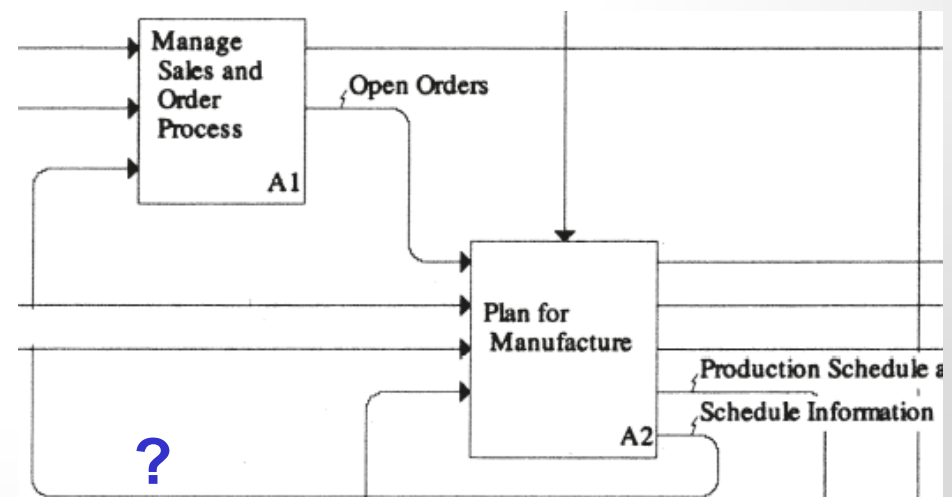 Manage
Sales and
Order
Process
A1
Open Orders
Plan for
Manufacture
A2
Production Schedule a
Schedule Information
?